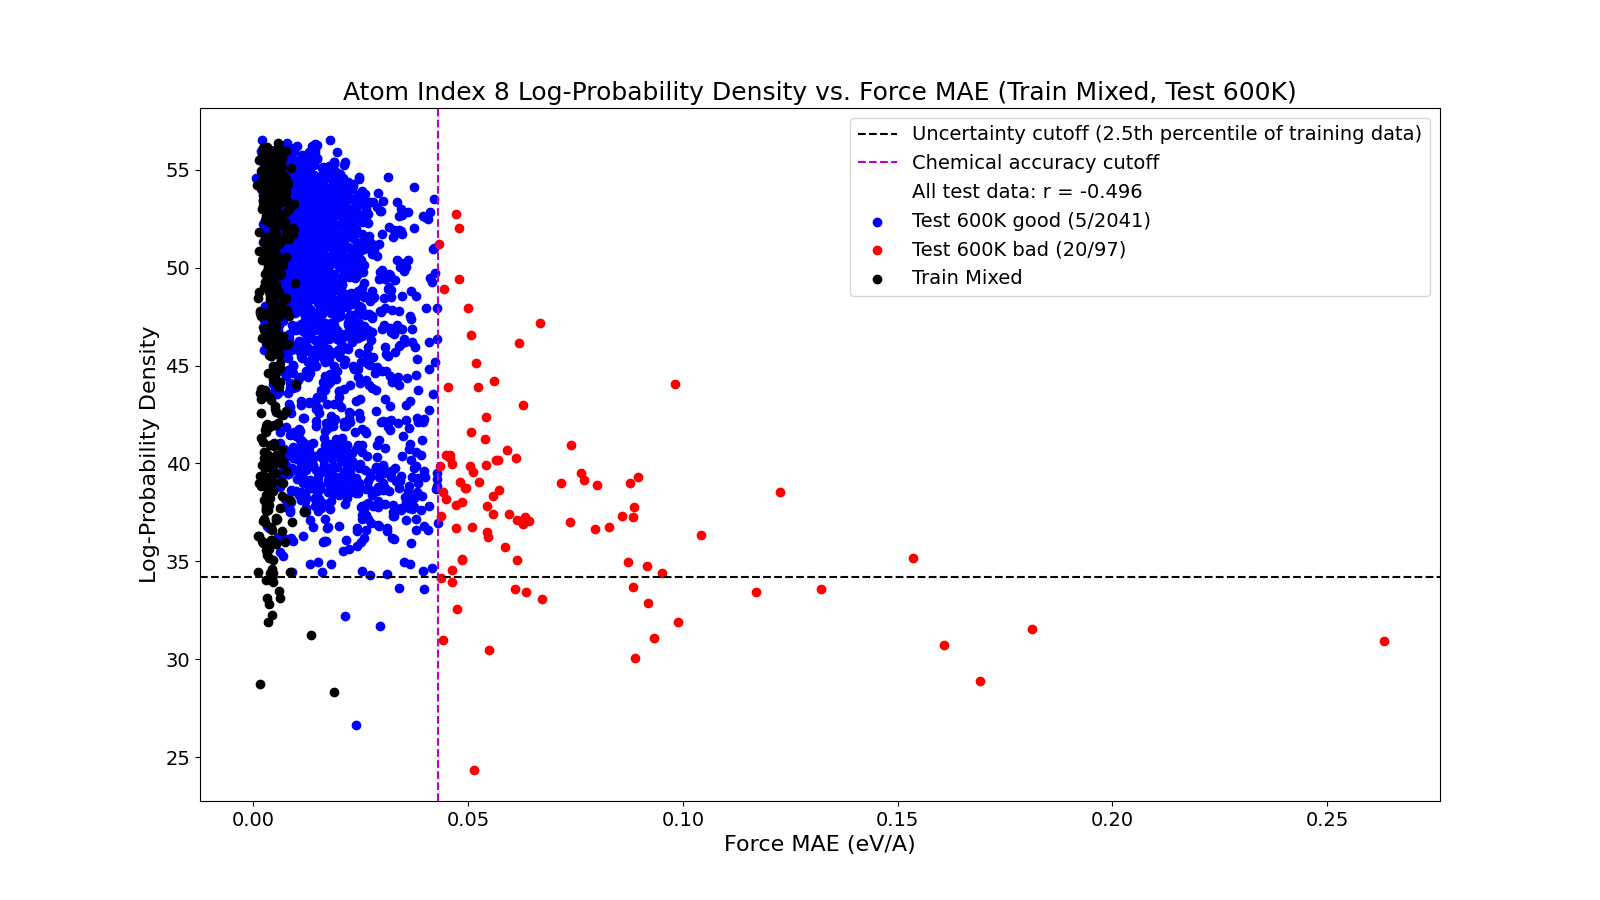 Atom Index 8 Log-Probability Density vs. Force MAE (Train Mixed, Test 600K)
Uncertainty cutoff (2.5th percentile of training data)
Chemical accuracy cutoff
All test data: r = -0.496
Test 600K good (5/2041)
Test 600K bad (20/97)
Train Mixed
Log-Probability Density
55
50
45
40
35
30
25
0.00
0.05
0.10
0.15
0.20
0.25
Force MAE (eV/A)